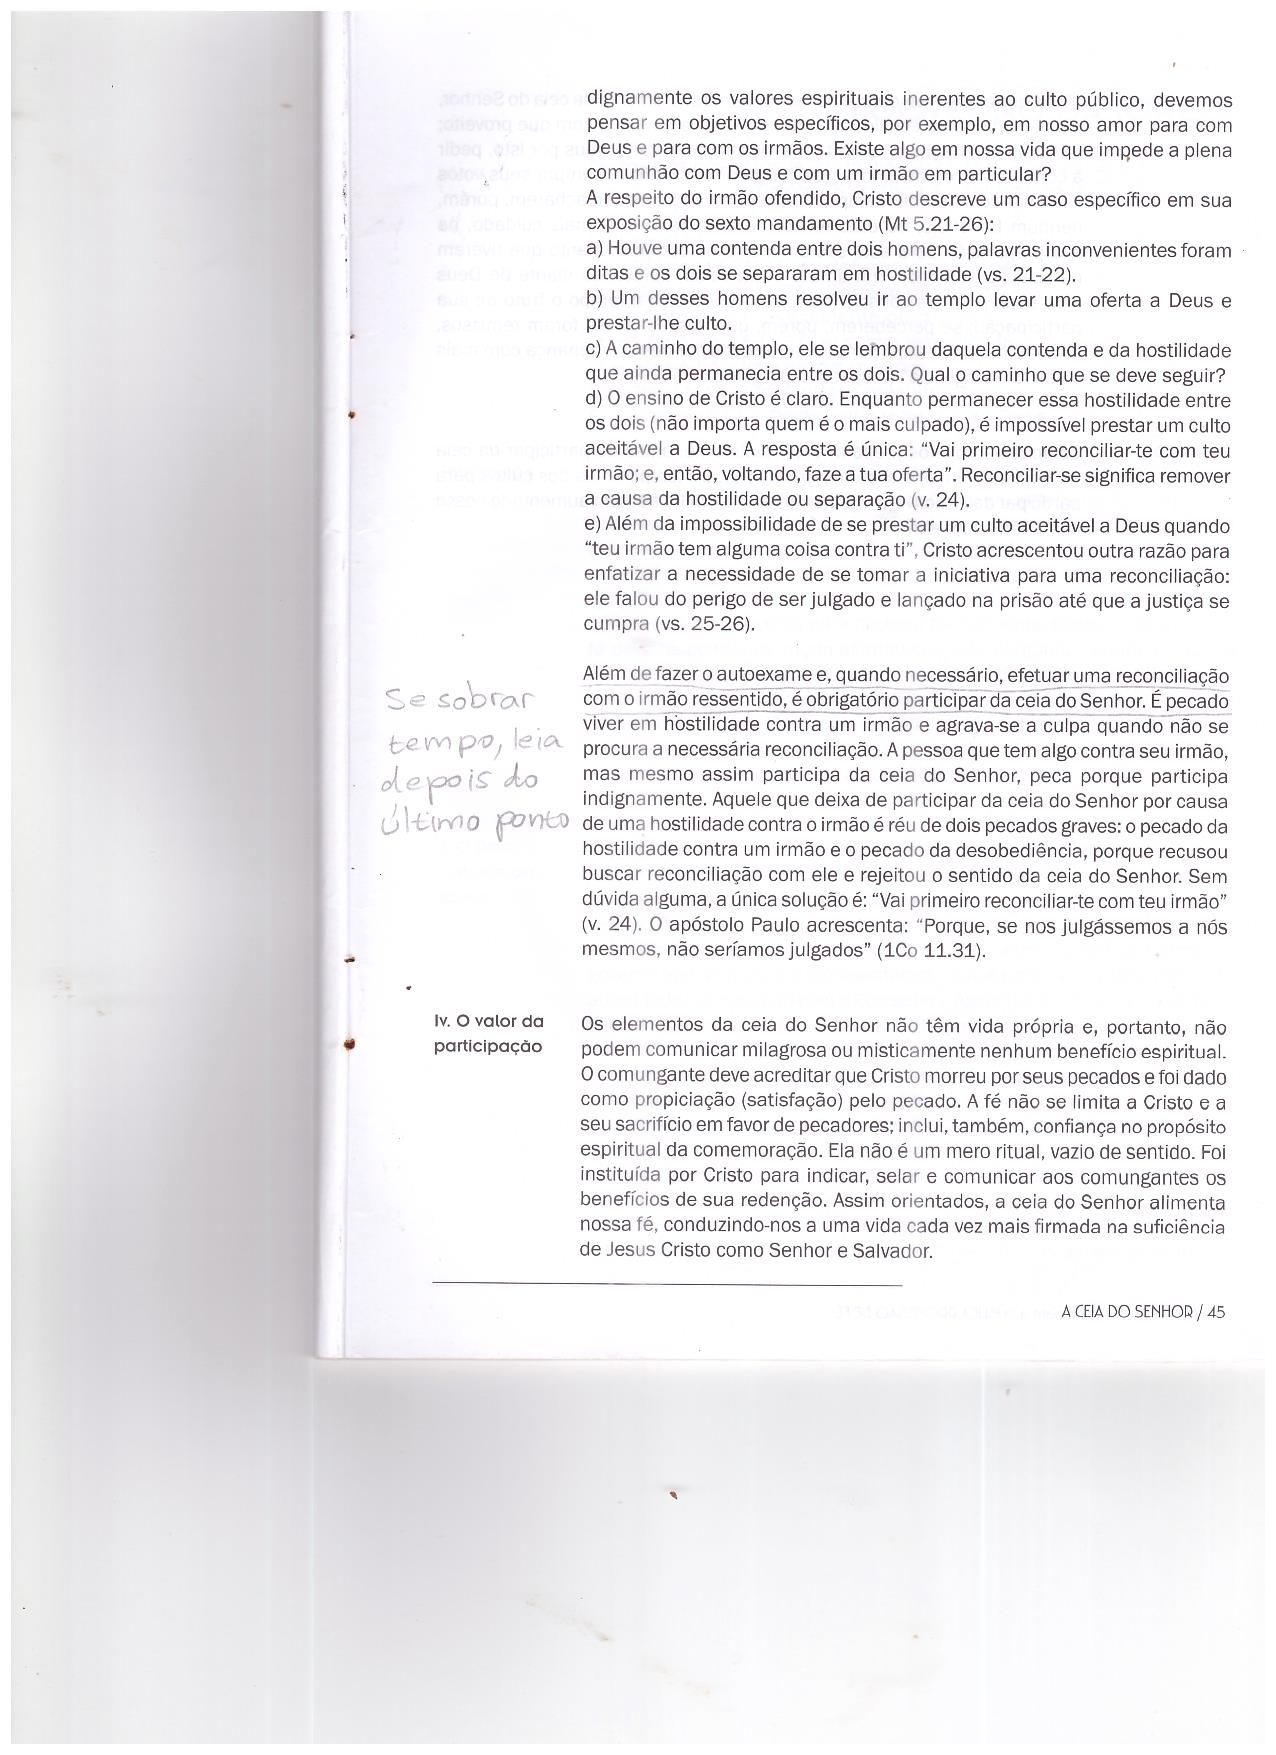 dignamente os valores espirituais inerentes ao culto público, devemos
pensar em objetivos específicos, por exemplo, em nosso amor para com
Deus e para com os irmãos. Existe algo em nossa vida que impede a plena
comunhão com Deus e com um irmão em particular?
A respeito do irmão ofendido, Cristo descreve um caso específico em sua
exposição do sexto mandamento (Mt 5.21-26):
a) Houve uma contenda entre dois homens, palavras inconvenientes foram
ditas e os dois se separaram em hostilidade (vs. 21-22).
b) Um desses homens resolveu ir ao templo levar uma oferta a Deus e
prestar-lhe culto.
c) A caminho do templo, ele se lembrou daquela contenda e da hostilidade
que ainda permanecia entre os dois. Qual o caminho que se deve seguir?
d) O ensino de Cristo é claro. Enquanto permanecer essa hostilidade entre
os dois (não importa quem é o mais culpado), é impossível prestar um culto
aceitável a Deus. A resposta é única: “Vai primeiro reconciliar-te com teu
irmão; e, então, voltando, faze a tua oferta”. Reconciliar-se significa remover
a causa da hostilidade ou separação (v. 24).
e) Além da impossibilidade de se prestar um culto aceitável a Deus quando
“teu irmão tem alguma coisa contra ti”, Cristo acrescentou outra razão para
enfatizar a necessidade de se tomar a iniciativa para uma reconciliação:
ele falou do perigo de ser julgado e lançado na prisão até que a justiça se
cumpra (vs. 25-26).
Se sobrar
tempo, leia
depois do
último ponto
Além de fazer o autoexame e, quando necessário, efetuar uma reconciliação
com o irmão ressentido, é obrigatório participar da ceia do Senhor. É pecado
viver em hostilidade contra um irmão e agrava-se a culpa quando não se
procura a necessária reconciliação. A pessoa que tem algo contra seu irmão,
mas mesmo assim participa da ceia do Senhor, peca porque participa
indignamente. Aquele que deixa de participar da ceia do Senhor por causa
de uma hostilidade contra o irmão é réu de dois pecados graves: o pecado da
hostilidade contra um irmão e o pecado da desobediência, porque recusou
buscar reconciliação com ele e rejeitou o sentido da ceia do Senhor. Sem
dúvida alguma, a única solução é: “Vai primeiro reconciliar-te com teu irmão”
(v. 24). O apóstolo Paulo acrescenta: “Porque, se nos julgássemos a nós
mesmos, não seríamos julgados” (1Co 11.31).
Iv. O valor da
participação
Os elementos da ceia do Senhor não têm vida própria e, portanto, não
podem comunicar milagrosa ou misticamente nenhum benefício espiritual.
O comungante deve acreditar que Cristo morreu por seus pecados e foi dado
como propiciação (satisfação) pelo pecado. A fé não se limita a Cristo e a
seu sacrifício em favor de pecadores; inclui, também, confiança no propósito
espiritual da comemoração. Ela não é um mero ritual, vazio de sentido. Foi
instituída por Cristo para indicar, selar e comunicar aos comungantes os
benefícios de sua redenção. Assim orientados, a ceia do Senhor alimenta
nossa fé, conduzindo-nos a uma vida cada vez mais firmada na suficiência
de Jesus Cristo como Senhor e Salvador.
A CEIA DO SENHOR / 45